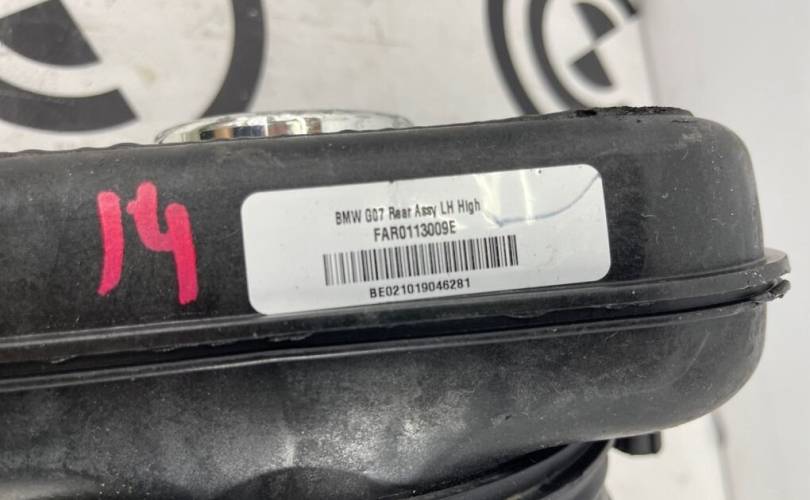 14
BMW G07 Rear Assy LH High
FAR0113009E
BE021019046281